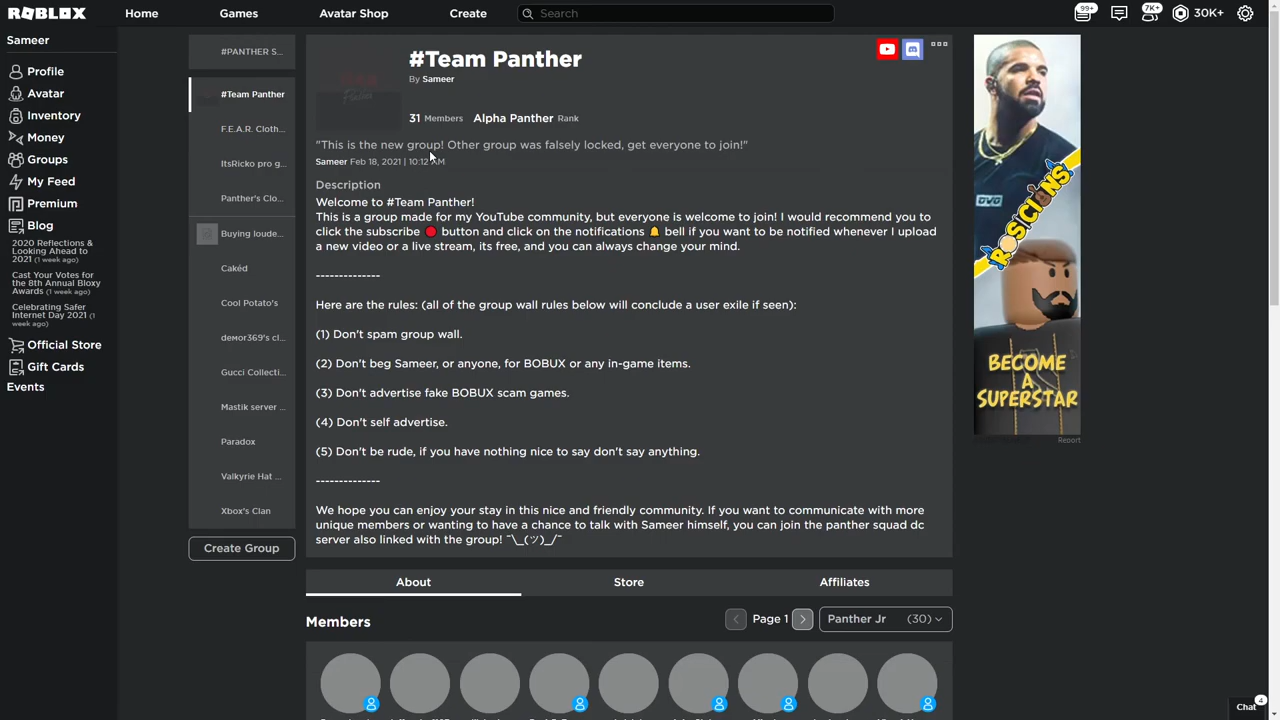 ROBLOX
Home
Games
Avatar Shop
Create
Search
99+
7K+
30K+
Sameer
Profile
Avatar
Inventory
Money
Groups
My Feed
Premium
Blog
2020 Reflections &
Looking Ahead to
2021 (1 week ago)
Cast Your Votes for
the 8th Annual Bloxy
Awards (1 week ago)
Celebrating Safer
Internet Day 2021 (1
week ago)
Official Store
Gift Cards
Events
#PANTHER S...
#Team Panther
F.E.A.R. Cloth...
ItsRicko pro g...
Panther's Clo...
Buying loude...
Cakéd
Cool Potato's
demor369's cl...
Gucci Collecti...
Mastik server ...
Paradox
Valkyrie Hat ...
Xbox's Clan
Create Group
#Team Panther
By Sameer
31 Members Alpha Panther Rank
"This is the new group! Other group was falsely locked, get everyone to join!"
Sameer Feb 18, 2021 | 10:12 AM
Description
Welcome to #Team Panther!
This is a group made for my YouTube community, but everyone is welcome to join! I would recommend you to
click the subscribe 🔴 button and click on the notifications 🔔 bell if you want to be notified whenever I upload
a new video or a live stream, its free, and you can always change your mind.
--------------
Here are the rules: (all of the group wall rules below will conclude a user exile if seen):
(1) Don't spam group wall.
(2) Don't beg Sameer, or anyone, for BOBUX or any in-game items.
(3) Don't advertise fake BOBUX scam games.
(4) Don't self advertise.
(5) Don't be rude, if you have nothing nice to say don't say anything.
--------------
We hope you can enjoy your stay in this nice and friendly community. If you want to communicate with more
unique members or wanting to have a chance to talk with Sameer himself, you can join the panther squad dc
server also linked with the group! ¯\_(ツ)_/¯
About
Store
Affiliates
Members
Page 1
Panther Jr (30)
OVO
ROSICIANS
BECOME
A
SUPERSTAR
Report
Chat
4